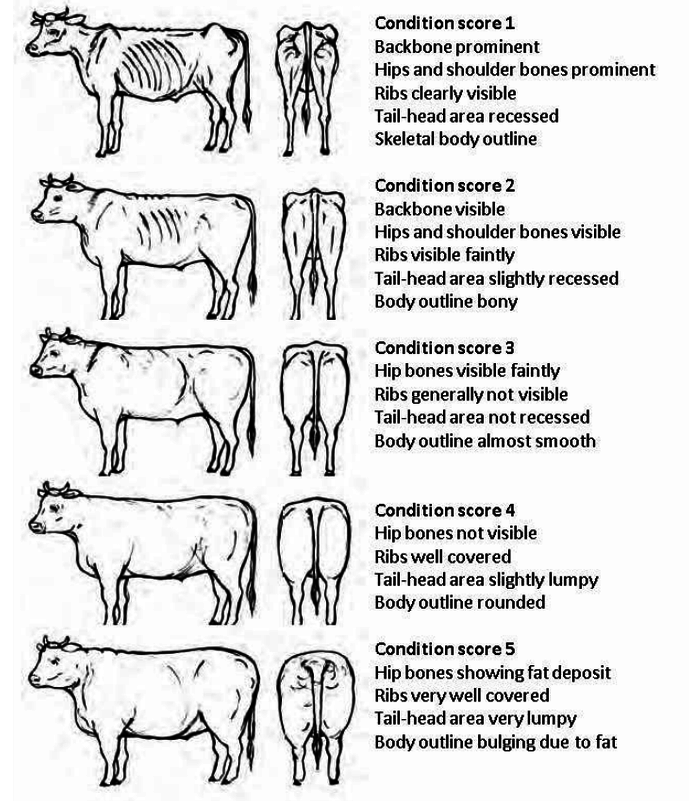 Condition score 1
Backbone prominent
Hips and shoulder bones prominent
Ribs clearly visible
Tail-head area recessed
Skeletal body outline
Condition score 2
Backbone visible
Hips and shoulder bones visible
Ribs visible faintly
Tail-head area slightly recessed
Body outline bony
Condition score 3
Hip bones visible faintly
Ribs generally not visible
Tail-head area not recessed
Body outline almost smooth
Condition score 4
Hip bones not visible
Ribs well covered
Tail-head area slightly lumpy
Body outline rounded
Condition score 5
Hip bones showing fat deposit
Ribs very well covered
Tail-head area very lumpy
Body outline bulging due to fat